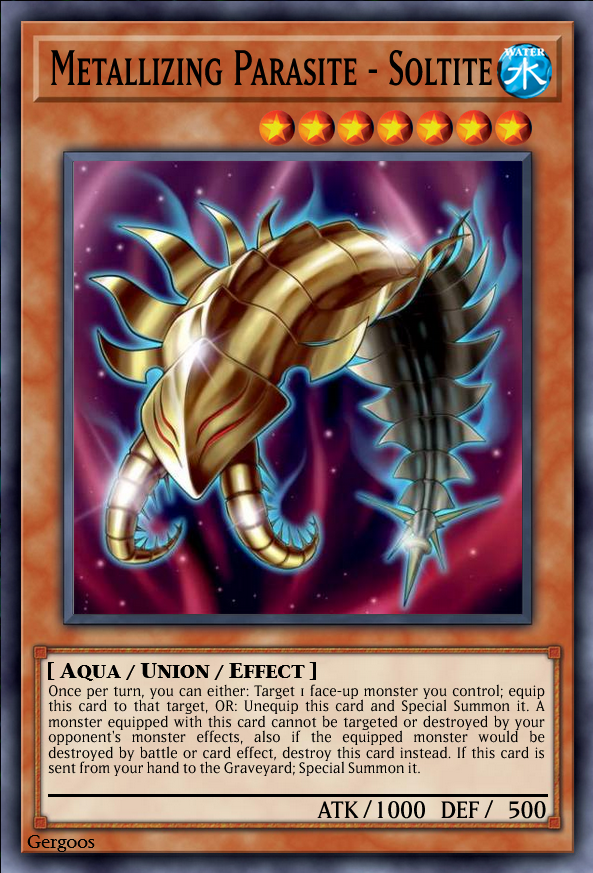 Metallizing Parasite - Soltite
WATER
水
[ Aqua / Union / Effect ]
Once per turn, you can either: Target 1 face-up monster you control; equip
this card to that target, OR: Unequip this card and Special Summon it. A
monster equipped with this card cannot be targeted or destroyed by your
opponent's monster effects, also if the equipped monster would be
destroyed by battle or card effect, destroy this card instead. If this card is
sent from your hand to the Graveyard; Special Summon it.
ATK / 1000 DEF / 500
Gergoos